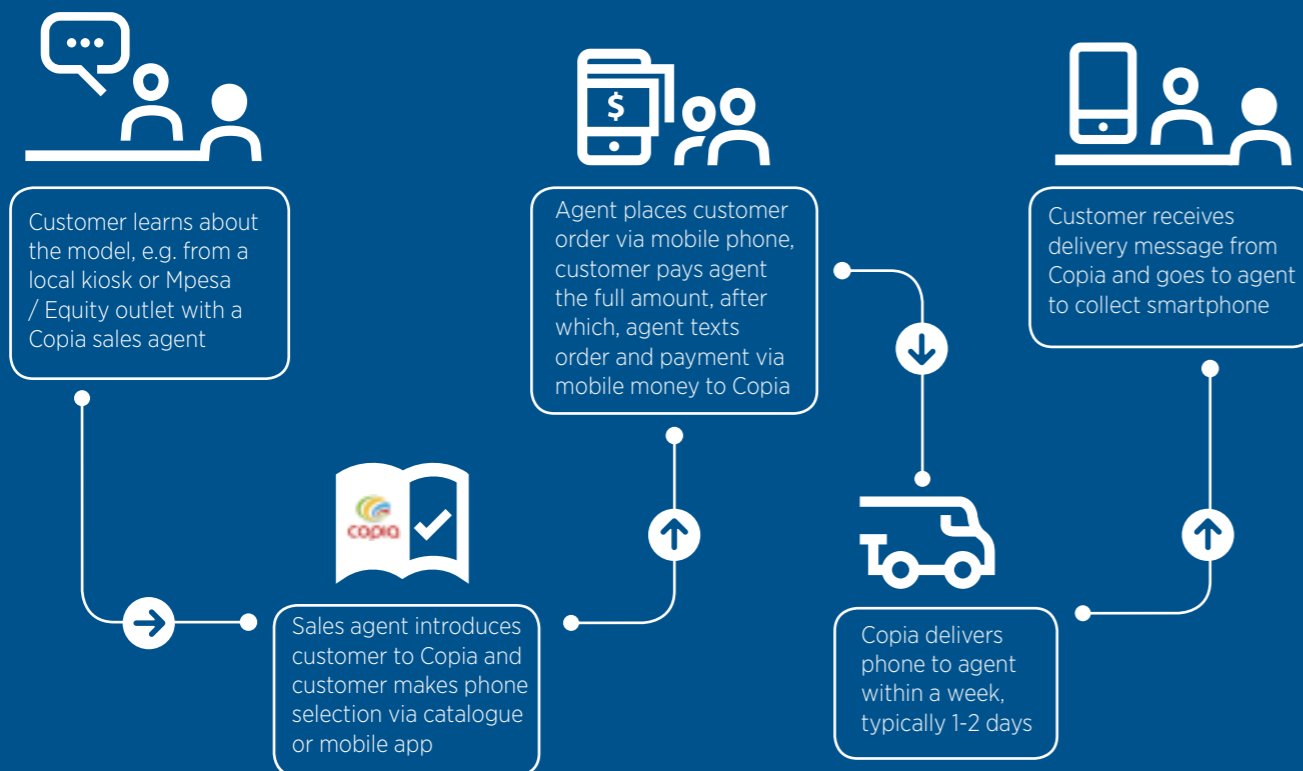 Customer learns about
the model, e.g. from a
local kiosk or Mpesa
/ Equity outlet with a
Copia sales agent
copia
Sales agent introduces
customer to Copia and
customer makes phone
selection via catalogue
or mobile app
$
Agent places customer
order via mobile phone,
customer pays agent
the full amount, after
which, agent texts
order and payment via
mobile money to Copia
Copia delivers
phone to agent
within a week,
typically 1-2 days
Customer receives
delivery message from
Copia and goes to agent
to collect smartphone